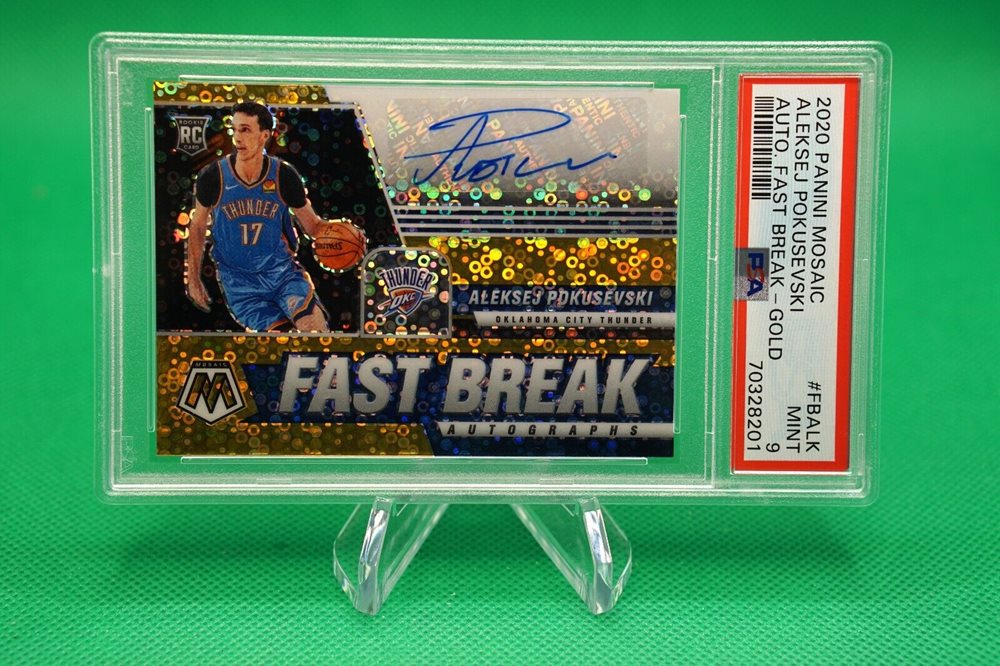 ROOKIE
RC
CARD
THUNDER
17
SPALDING
THUNDER
OKC
ALEKSEJ POKUSEVSKI
OKLAHOMA CITY THUNDER
MOSAIC
M
FAST BREAK
AUTOGRAPHS
2020 PANINI MOSAIC #FBALK
ALEKSEJ POKUSEVSKI MINT
AUTO. FAST BREAK – GOLD 9
PSA 70328201